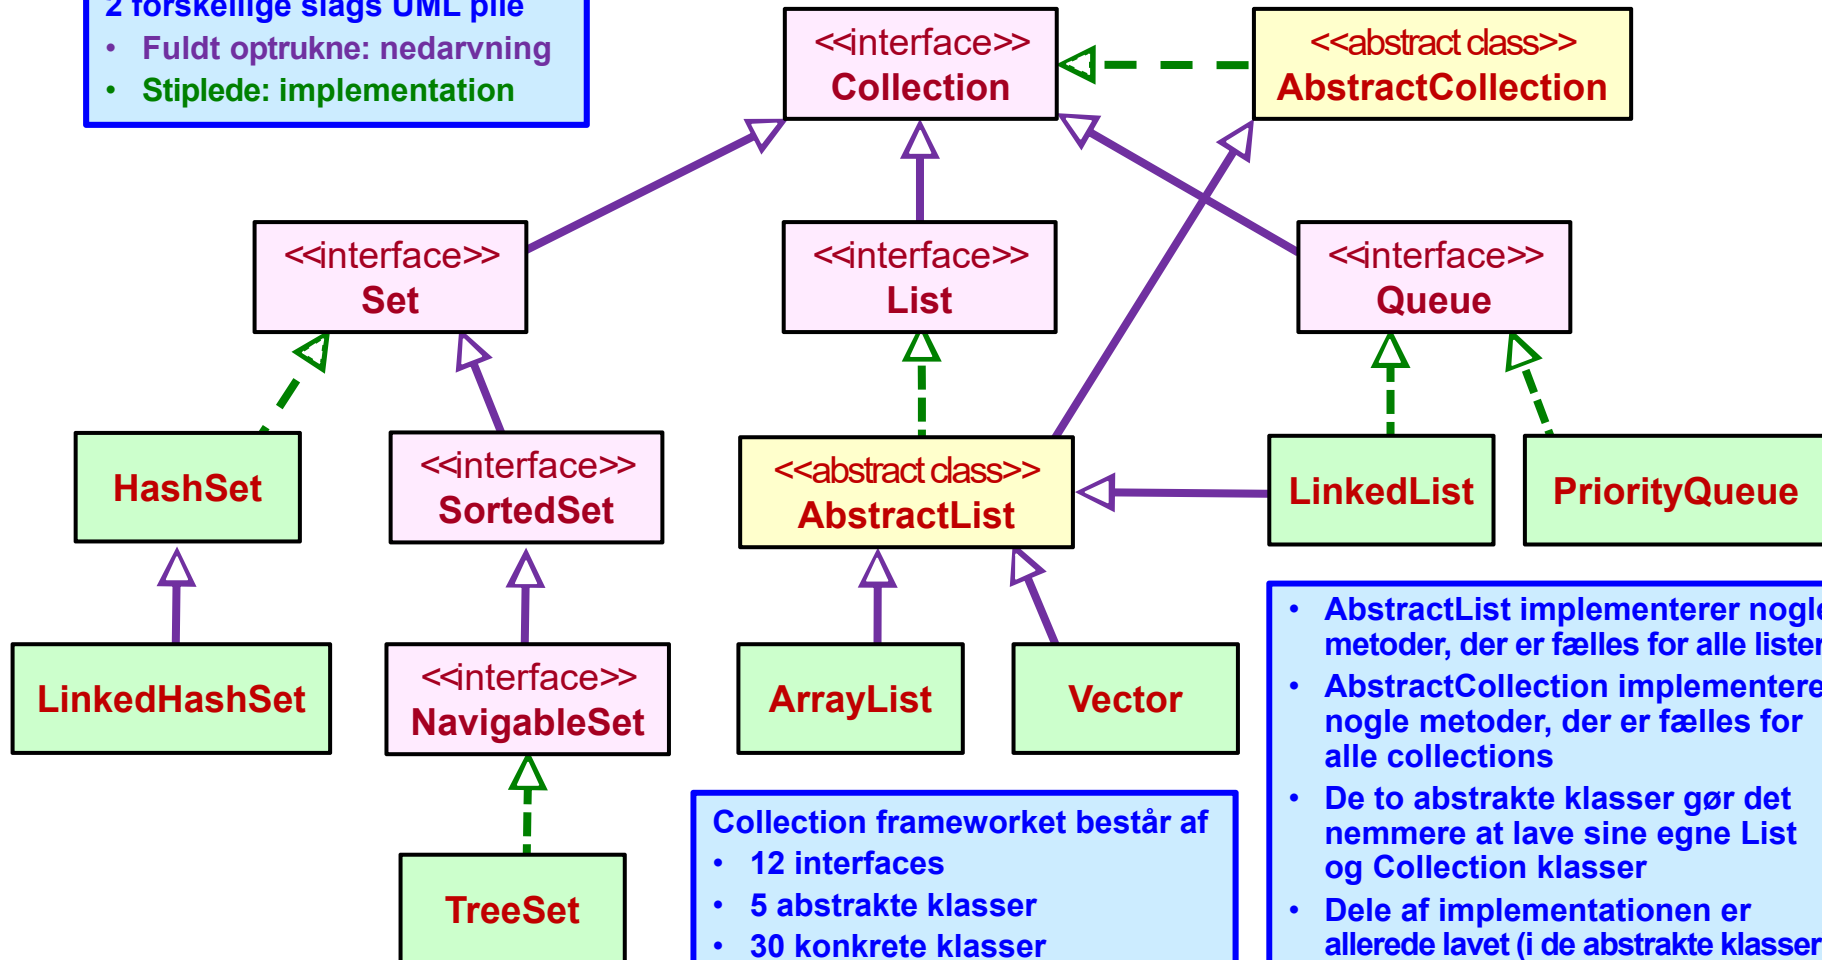 2 forskellige slags UML pile
• Fuldt optrukne: nedarvning
• Stiplede: implementation
<<interface>>
Collection
<<abstract class>>
AbstractCollection
<<interface>>
Set
<<interface>>
List
<<interface>>
Queue
HashSet
<<interface>>
SortedSet
<<abstract class>>
AbstractList
LinkedList
PriorityQueue
LinkedHashSet
<<interface>>
NavigableSet
ArrayList
Vector
TreeSet
Collection frameworket består af
• 12 interfaces
• 5 abstrakte klasser
• 30 konkrete klasser
• AbstractList implementerer nogle
metoder, der er fælles for alle lister
• AbstractCollection implementere
nogle metoder, der er fælles for
alle collections
• De to abstrakte klasser gør det
nemmere at lave sine egne List
og Collection klasser
• Dele af implementationen er
allerede lavet (i de abstrakte klasser